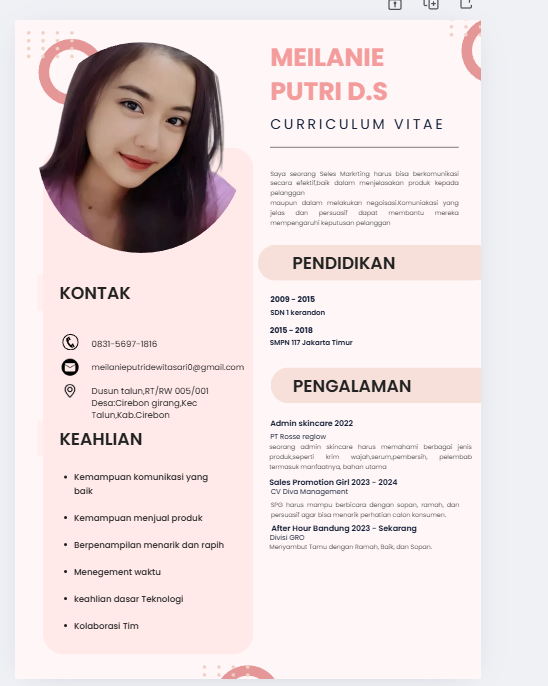 MEILANIE
PUTRI D.S
CURRICULUM VITAE
Saya seorang Seles Markrting harus bisa berkomunikasi
secara efektif,baik dalam menjelasakan produk kepada
pelanggan
maupun dalam melakukan negoisasi.Komuniakasi yang
jelas dan persuasif dapat membantu mereka
mempengaruhi keputusan pelanggan
PENDIDIKAN
2009 - 2015
SDN 1 kerandon
2015 - 2018
SMPN 117 Jakarta Timur
PENGALAMAN
Admin skincare 2022
PT Rosse reglow
seorang admin skincare harus memahami berbagai jenis
produk,seperti krim wajah,serum,pembersih, pelembab
termasuk manfaatnya, bahan utama
Sales Promotion Girl 2023 - 2024
CV Diva Management
SPG harus mampu berbicara dengan sopan, ramah, dan
persuasif agar bisa menarik perhatian calon konsumen.
After Hour Bandung 2023 - Sekarang
Divisi GRO
Menyambut Tamu dengan Ramah, Baik, dan Sopan.
KONTAK
0831-5697-1816
melianieputridewitasari0@gmail.com
Dusun talun,RT/RW 005/001
Desa:Cirebon girang,Kec
Talun,Kab.Cirebon
KEAHLIAN
• Kemampuan komunikasi yang
baik
• Kemampuan menjual produk
• Berpenampilan menarik dan rapih
• Menegement waktu
• keahlian dasar Teknologi
• Kolaborasi Tim